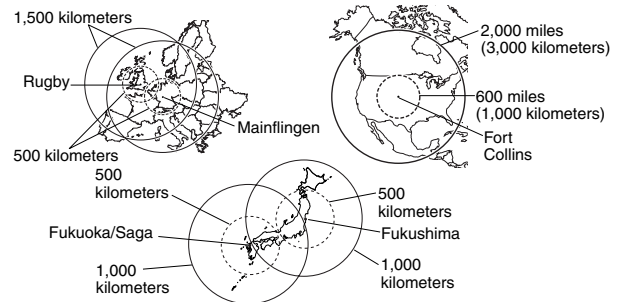 1,500 kilometers
Rugby
Mainflingen
500 kilometers
2,000 miles
(3,000 kilometers)
600 miles
(1,000 kilometers)
Fort
Collins
500
kilometers
Fukuoka/Saga
1,000
kilometers
500
kilometers
Fukushima
1,000
kilometers